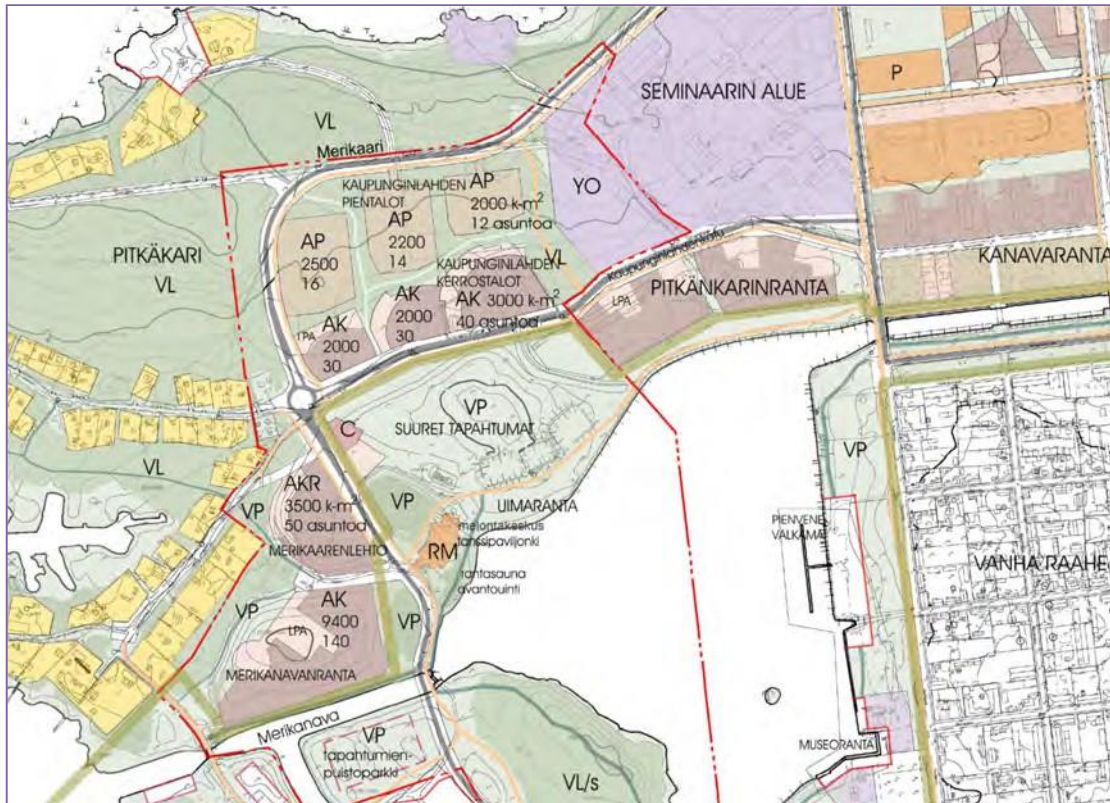 SEMINAARIN ALUE
P
VL
Merikaari
YO
KAUPUNGINLAHDEN
PIENTALOT
AP
2000 k-m²
12 asuntoa
AP
2200
14
AP
2500
16
PITKÄKARI
VL
VL
KAUPUNGINLAHDEN
KERROSTALOT
Kaupunginlahdenkatu
KANAVARANTA
PITKÄNKARINRANTA
LPA
AK 3000 k-m²
40 asuntoa
AK
2000
30
LPA
AK
2000
30
VP
SUURET TAPAHTUMAT
C
VL
VP
AKR
3500 k-m²
50 asuntoa
MERIKAARENLEHTO
VP
UIMARANTA
RM
melontakeskus
tanssipaviljonki
rantasauna
avantouinti
VP
PIENVENE-
VALKAMA
VANHA RAAHE
VP
AK
9400
140
LPA
VP
MERIKANAVANRANTA
Merikanava
VP
tapahtumien-
puistoparkki
VL/s
MUSEORANTA